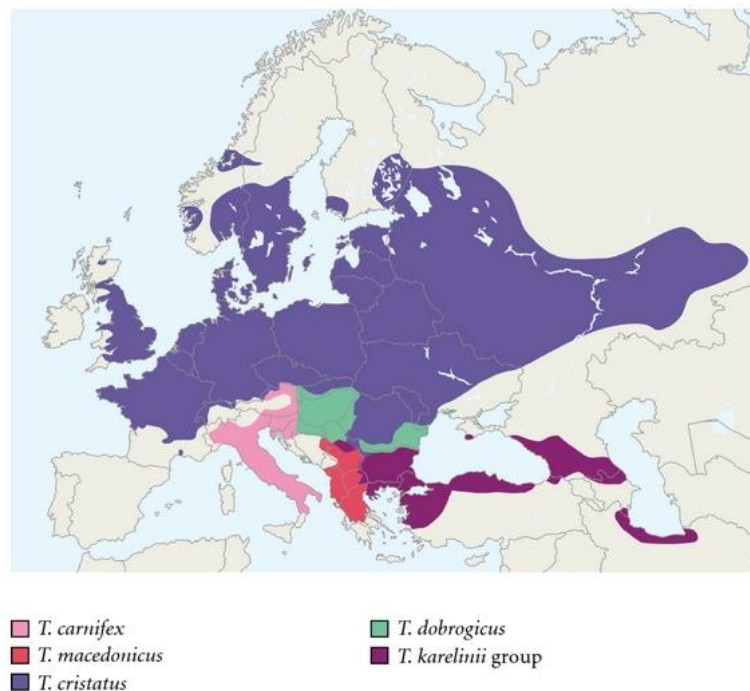 T. carnifex
T. macedonicus
T. cristatus
T. dobrogicus
T. karelinii group